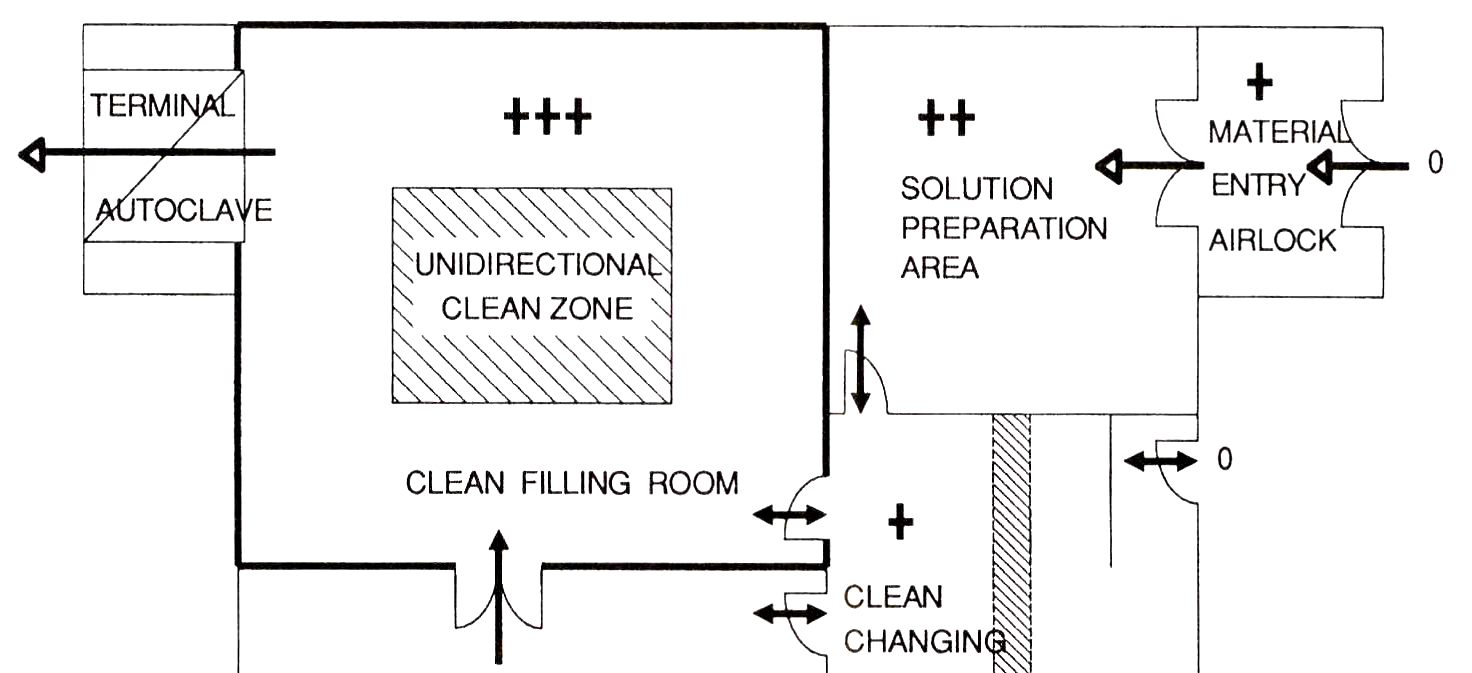 TERMINAL
AUTOCLAVE
+++
UNIDIRECTIONAL
CLEAN ZONE
CLEAN FILLING ROOM
++
SOLUTION
PREPARATION
AREA
+
MATERIAL
ENTRY
AIRLOCK
0
0
+
CLEAN
CHANGING